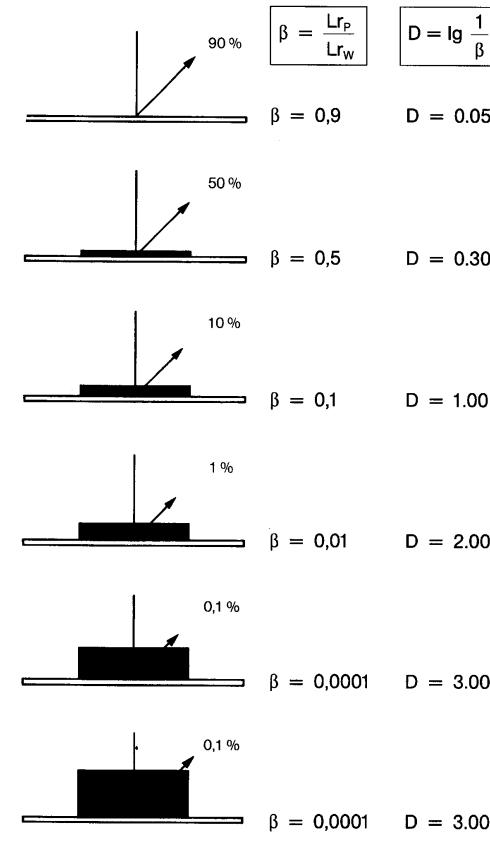 β = Lr_P / Lr_W D = lg 1 / β
90 % β = 0,9 D = 0.05
50 % β = 0,5 D = 0.30
10 % β = 0,1 D = 1.00
1 % β = 0,01 D = 2.00
0,1 % β = 0,0001 D = 3.00
0,1 % β = 0,0001 D = 3.00